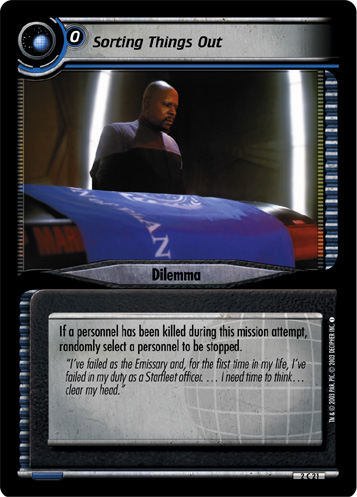 0 Sorting Things Out
Dilemma
If a personnel has been killed during this mission attempt,
randomly select a personnel to be stopped.
"I've failed as the Emissary and, for the first time in my life, I've
failed in my duty as a Starfleet officer. . . . I need time to think. . .
clear my head."
TM & © 2003 PAR. PIC. © 2003 DECIPHER INC.
2 C 21